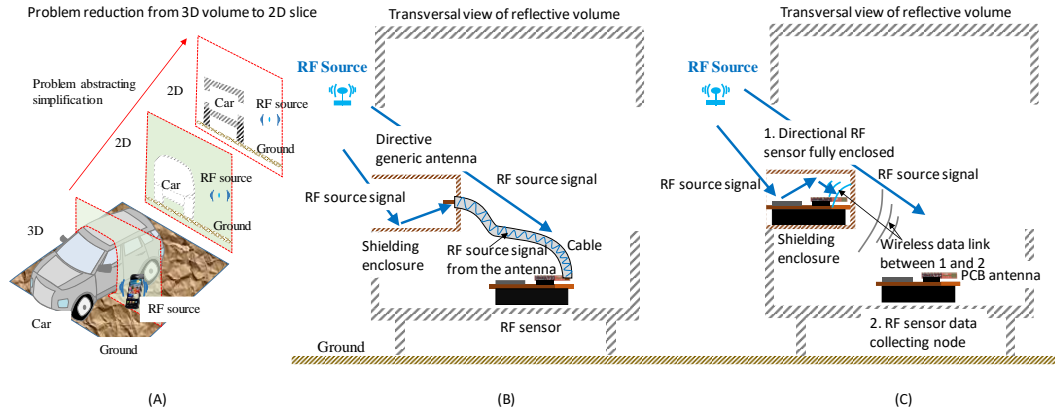 Problem reduction from 3D volume to 2D slice
Problem abstracting
simplification
2D
Car
RF source
Ground
2D
Car
RF source
Ground
3D
RF source
Car
Ground
(A)
Transversal view of reflective volume
RF Source
Directive
generic antenna
RF source signal
RF source signal
Shielding
enclosure
RF source signal
from the antenna
Cable
RF sensor
Ground
(B)
Transversal view of reflective volume
RF Source
1. Directional RF
sensor fully enclosed
RF source signal
RF source signal
Shielding
enclosure
Wireless data link
between 1 and 2
PCB antenna
2. RF sensor data
collecting node
(C)